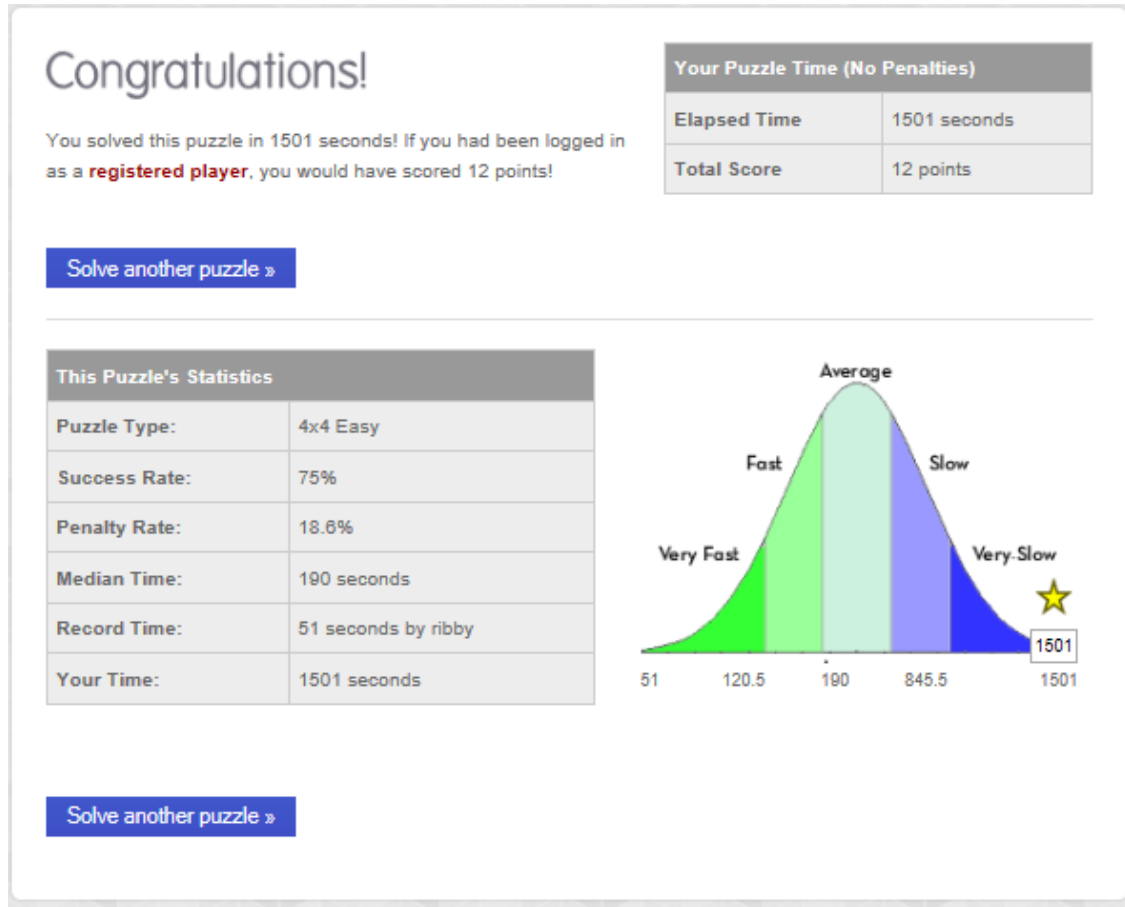 Congratulations!
You solved this puzzle in 1501 seconds! If you had been logged in
as a registered player, you would have scored 12 points!
Your Puzzle Time (No Penalties)
Elapsed Time 1501 seconds
Total Score 12 points
Solve another puzzle »
This Puzzle's Statistics
Puzzle Type: 4x4 Easy
Success Rate: 75%
Penalty Rate: 18.6%
Median Time: 190 seconds
Record Time: 51 seconds by ribby
Your Time: 1501 seconds
Average
Fast Slow
Very Fast Very Slow
1501
51 120.5 190 845.5 1501
Solve another puzzle »